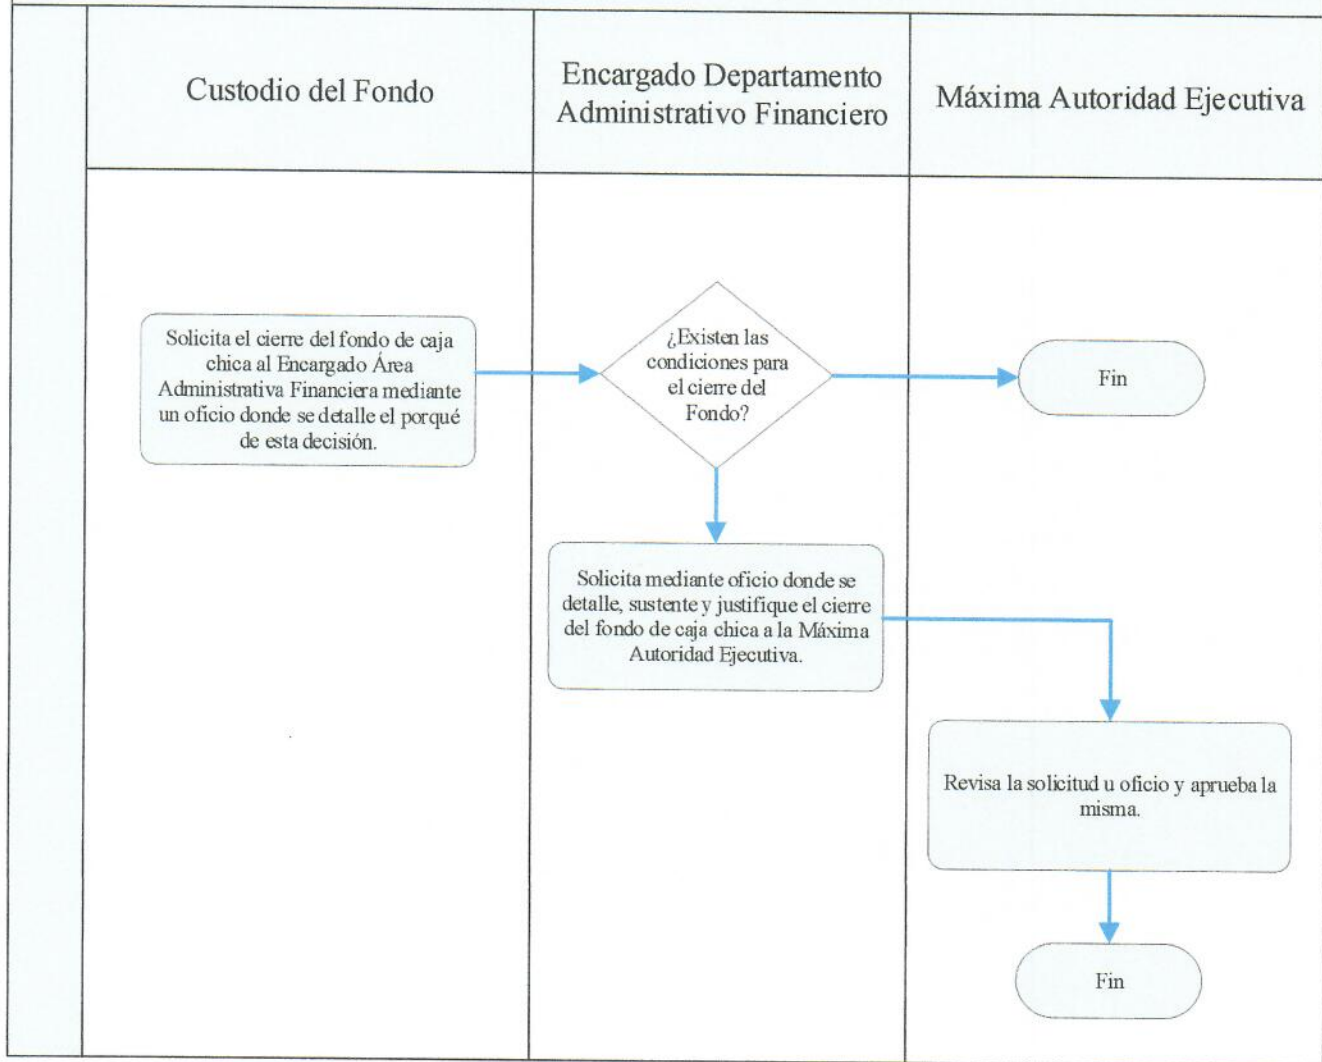 Custodio del Fondo
Encargado Departamento
Administrativo Financiero
Máxima Autoridad Ejecutiva
Solicita el cierre del fondo de caja
chica al Encargado Área
Administrativa Financiera mediante
un oficio donde se detalle el porqué
de esta decisión.
¿Existen las
condiciones para
el cierre del
Fondo?
Fin
Solicita mediante oficio donde se
detalle, sustente y justifique el cierre
del fondo de caja chica a la Máxima
Autoridad Ejecutiva.
Revisa la solicitud u oficio y aprueba la
misma.
Fin